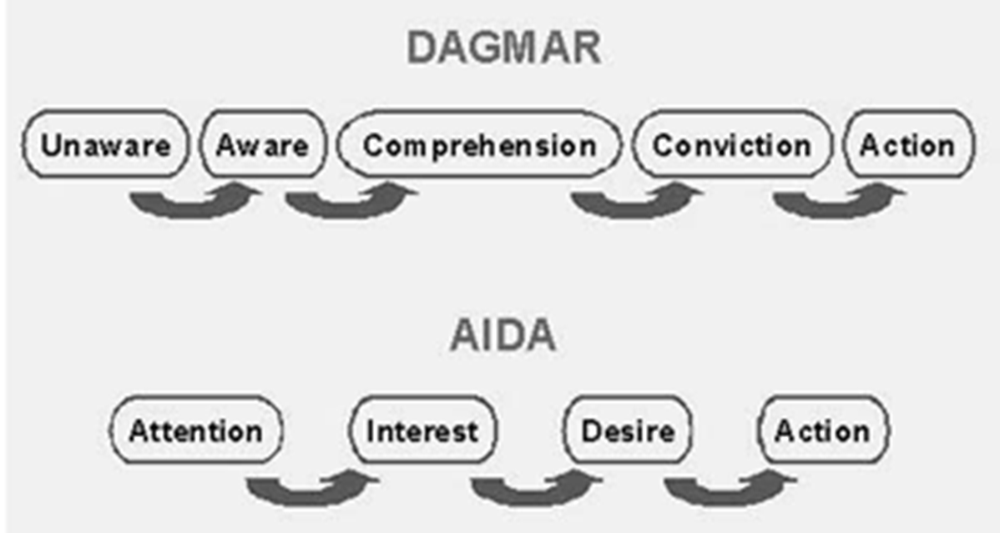 DAGMAR
Unaware Aware Comprehension Conviction Action
AIDA
Attention Interest Desire Action